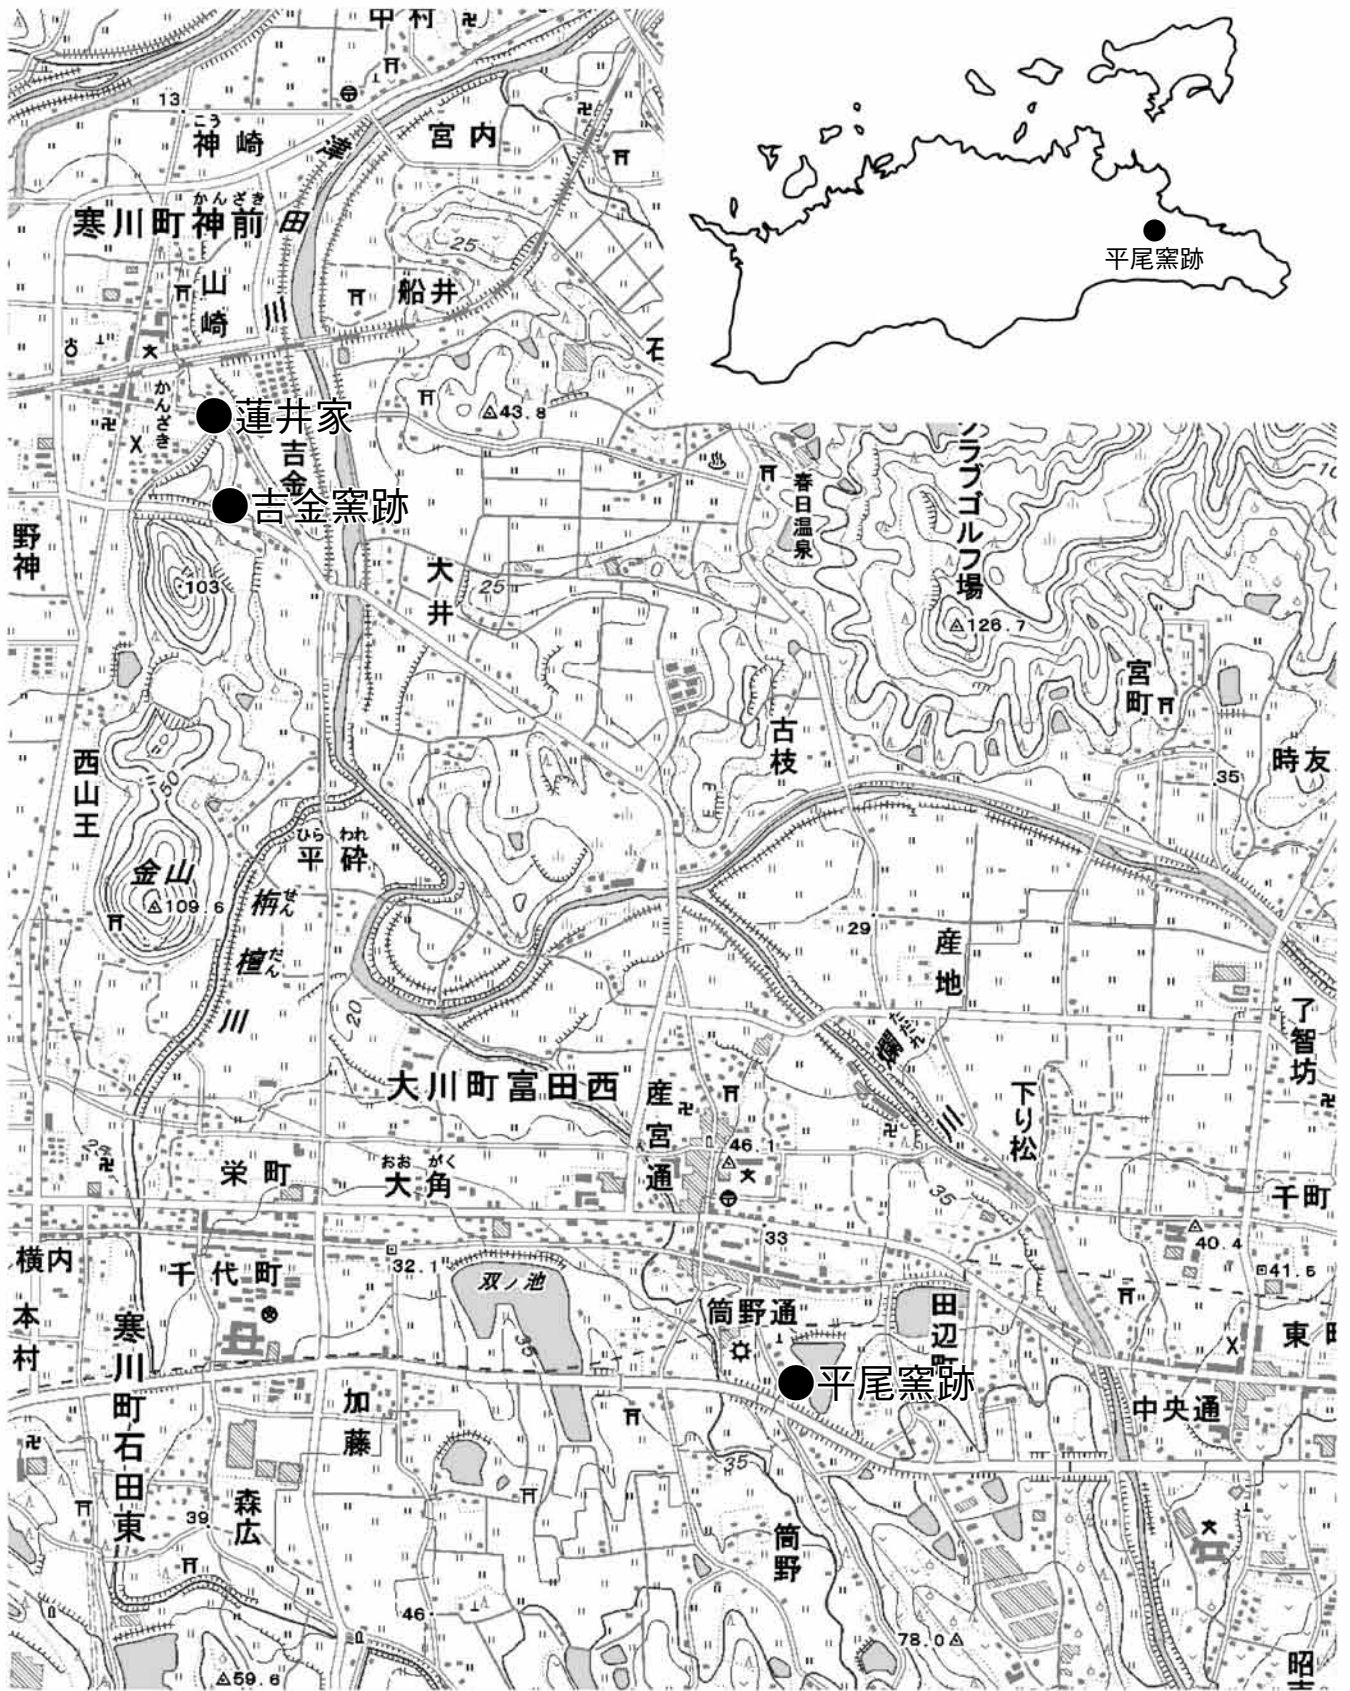 中村
13
こう
神崎
津田川
宮内
かんざき
寒川町神前
25
山崎
船井
平尾窯跡
石
かんざき
蓮井家
43.8
吉金
吉金窯跡
春日温泉
ラブゴルフ場
野神
大井
25
103
126.7
宮町
古枝
時友
35
西山王
50
ひら われ
平砕
金山
109.6
栴檀川
せんだん
29
産地
20
了智坊
爛川
ただれ
大川町富田西
産宮通
下り松
46.1
栄町
おお がく
大角
35
千町
33
40.4
横内
千代町
32.1
双ノ池
41.6
筒野通
田辺町
本村
寒川町石田東
35
東町
平尾窯跡
加藤
中央通
35
森広
39
筒野
46
78.0
59.6
昭